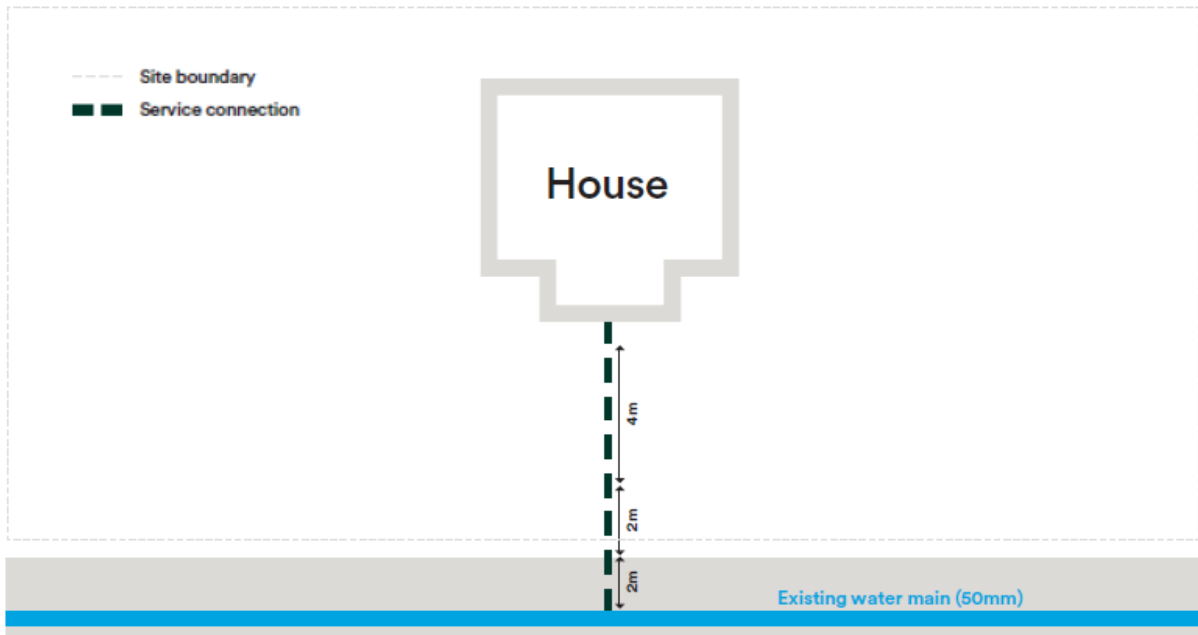 Site boundary
Service connection
House
4m
2m
2m
Existing water main (50mm)